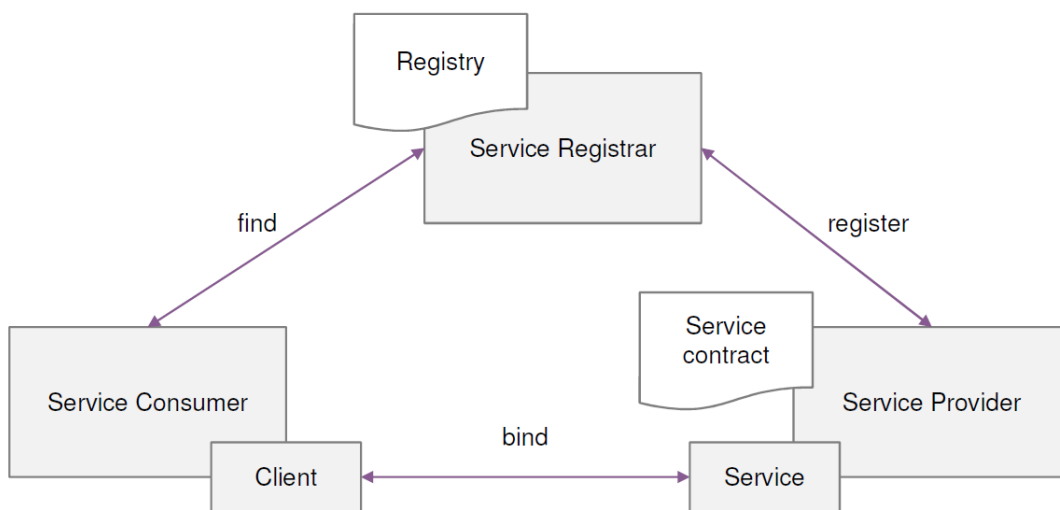 Registry
Service Registrar
find
register
Service
contract
Service Consumer
Service Provider
bind
Client
Service